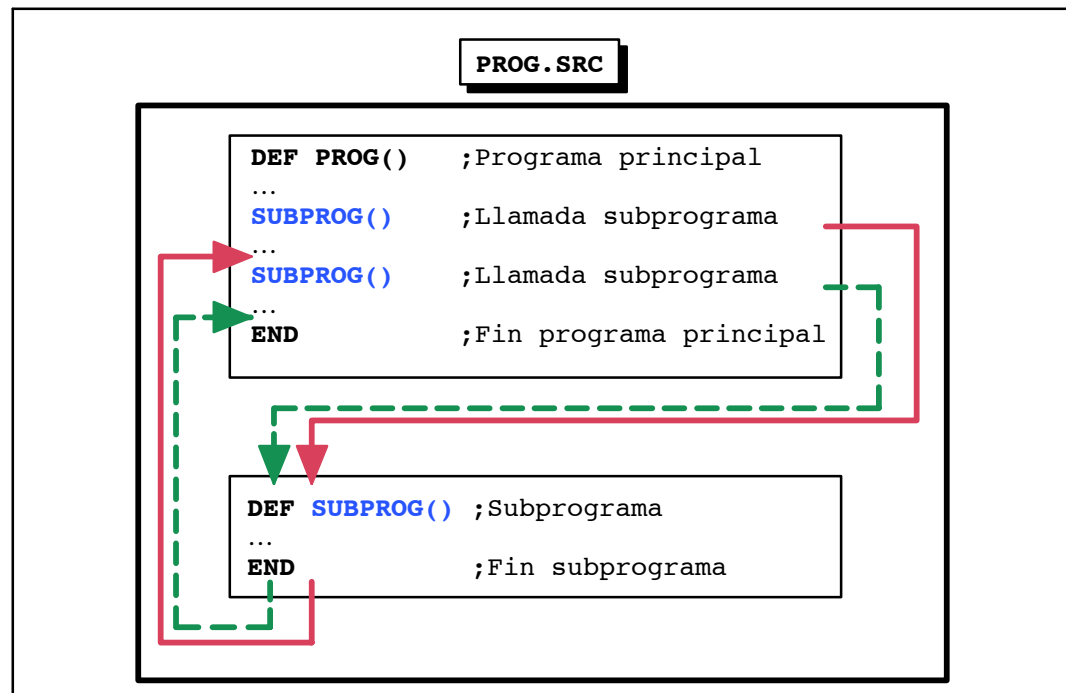 PROG.SRC
DEF PROG() ;Programa principal
...
SUBPROG() ;Llamada subprograma
...
SUBPROG() ;Llamada subprograma
...
END ;Fin programa principal
DEF SUBPROG() ;Subprograma
...
END ;Fin subprograma